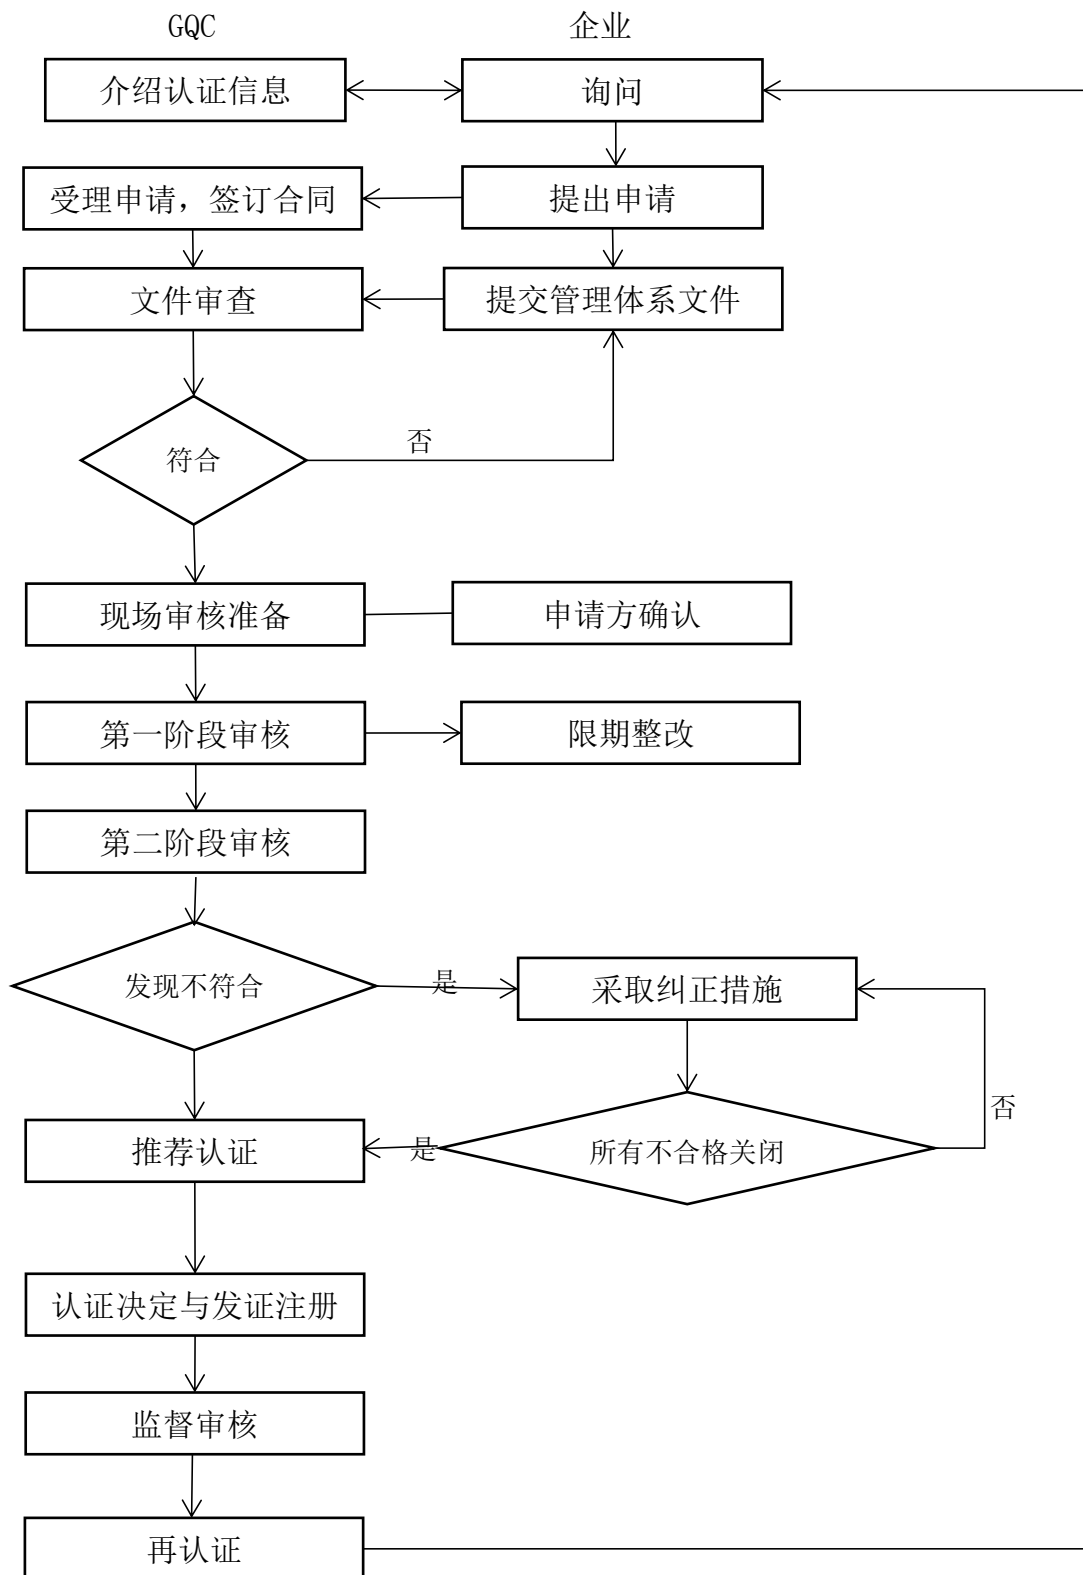 GQC
企业
介绍认证信息
询问
受理申请，签订合同
提出申请
文件审查
提交管理体系文件
符合
否
现场审核准备
申请方确认
第一阶段审核
限期整改
第二阶段审核
发现不符合
是
采取纠正措施
否
推荐认证
是
所有不合格关闭
认证决定与发证注册
监督审核
再认证